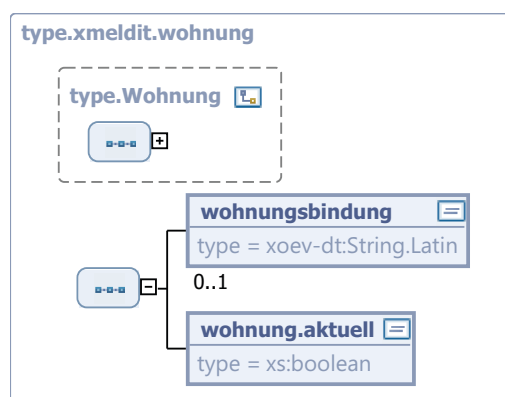 type.xmeldit.wohnung
type.Wohnung
wohnungsbindung
type = xoev-dt:String.Latin
0..1
wohnung.aktuell
type = xs:boolean